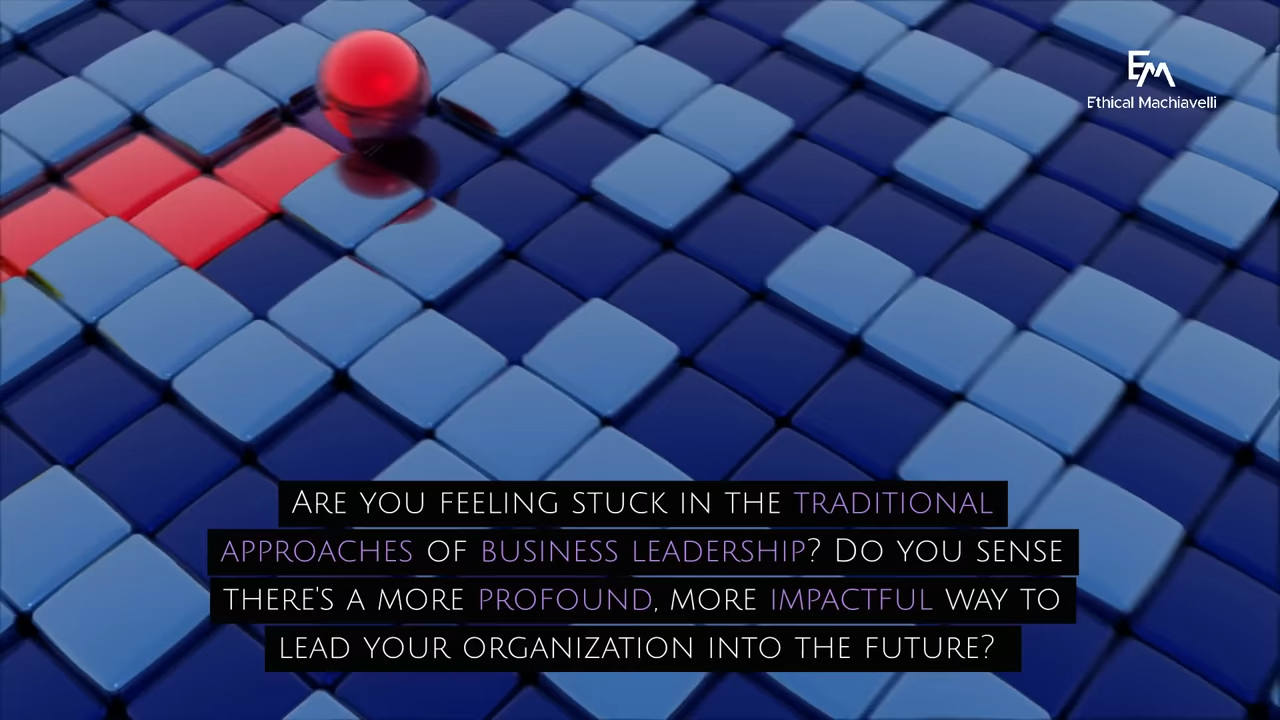 EM
Ethical Machiavelli
Are you feeling stuck in the traditional
approaches of business leadership? Do you sense
there's a more profound, more impactful way to
lead your organization into the future?